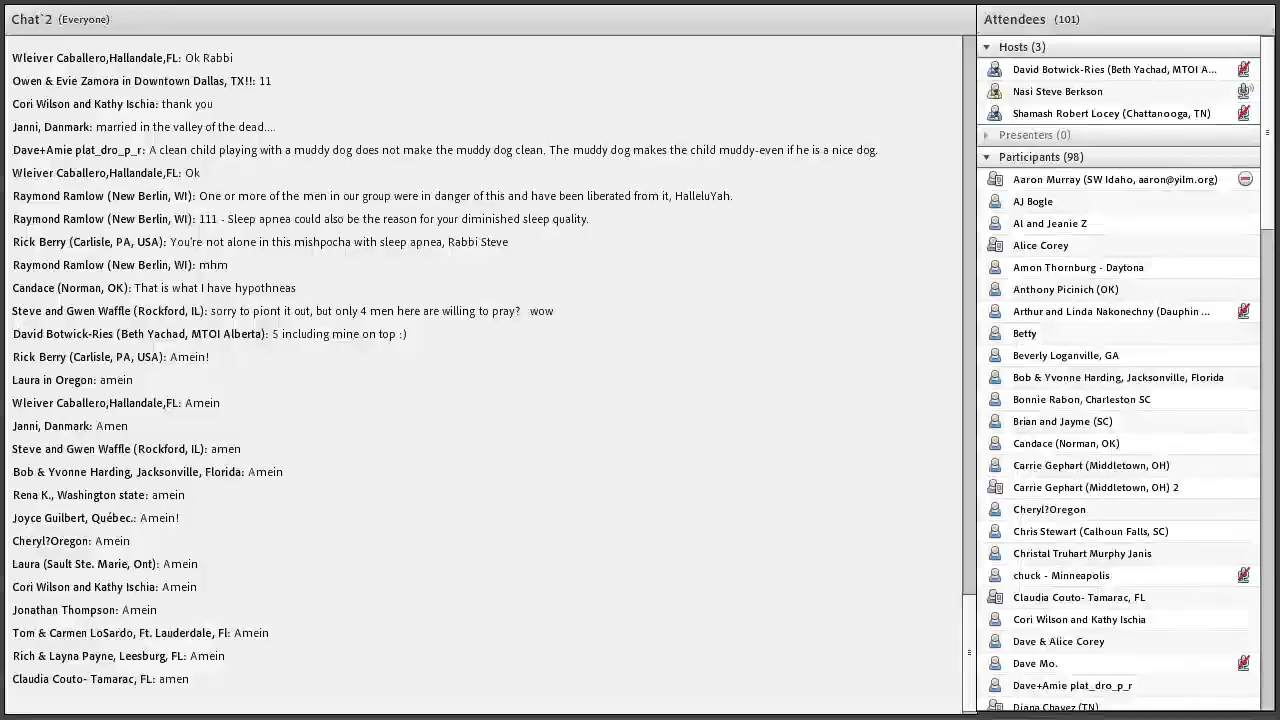 Chat`2 (Everyone)
Wleiver Caballero,Hallandale,FL: Ok Rabbi
Owen & Evie Zamora in Downtown Dallas, TX!!: 11
Cori Wilson and Kathy Ischia: thank you
Janni, Danmark: married in the valley of the dead....
Dave+Amie plat_dro_p_r: A clean child playing with a muddy dog does not make the muddy dog clean. The muddy dog makes the child muddy-even if he is a nice dog.
Wleiver Caballero,Hallandale,FL: Ok
Raymond Ramlow (New Berlin, WI): One or more of the men in our group were in danger of this and have been liberated from it, HalleluYah.
Raymond Ramlow (New Berlin, WI): 111 - Sleep apnea could also be the reason for your diminished sleep quality.
Rick Berry (Carlisle, PA, USA): You're not alone in this mishpocha with sleep apnea, Rabbi Steve
Raymond Ramlow (New Berlin, WI): mhm
Candace (Norman, OK): That is what I have hypothneas
Steve and Gwen Waffle (Rockford, IL): sorry to piont it out, but only 4 men here are willing to pray? wow
David Botwick-Ries (Beth Yachad, MTOI Alberta): 5 including mine on top :)
Rick Berry (Carlisle, PA, USA): Amein!
Laura in Oregon: amein
Wleiver Caballero,Hallandale,FL: Amein
Janni, Danmark: Amen
Steve and Gwen Waffle (Rockford, IL): amen
Bob & Yvonne Harding, Jacksonville, Florida: Amein
Rena K., Washington state: amein
Joyce Guilbert, Québec.: Amein!
Cheryl?Oregon: Amein
Laura (Sault Ste. Marie, Ont): Amein
Cori Wilson and Kathy Ischia: Amein
Jonathan Thompson: Amein
Tom & Carmen LoSardo, Ft. Lauderdale, Fl: Amein
Rich & Layna Payne, Leesburg, FL: Amein
Claudia Couto- Tamarac, FL: amen
Attendees (101)
Hosts (3)
David Botwick-Ries (Beth Yachad, MTOI A...
Nasi Steve Berkson
Shamash Robert Locey (Chattanooga, TN)
Presenters (0)
Participants (98)
Aaron Murray (SW Idaho, aaron@yilm.org)
AJ Bogle
Al and Jeanie Z
Alice Corey
Amon Thornburg - Daytona
Anthony Picinich (OK)
Arthur and Linda Nakonechny (Dauphin ...
Betty
Beverly Loganville, GA
Bob & Yvonne Harding, Jacksonville, Florida
Bonnie Rabon, Charleston SC
Brian and Jayme (SC)
Candace (Norman, OK)
Carrie Gephart (Middletown, OH)
Carrie Gephart (Middletown, OH) 2
Cheryl?Oregon
Chris Stewart (Calhoun Falls, SC)
Christal Truhart Murphy Janis
chuck - Minneapolis
Claudia Couto- Tamarac, FL
Cori Wilson and Kathy Ischia
Dave & Alice Corey
Dave Mo.
Dave+Amie plat_dro_p_r
Diana Chavez (TN)